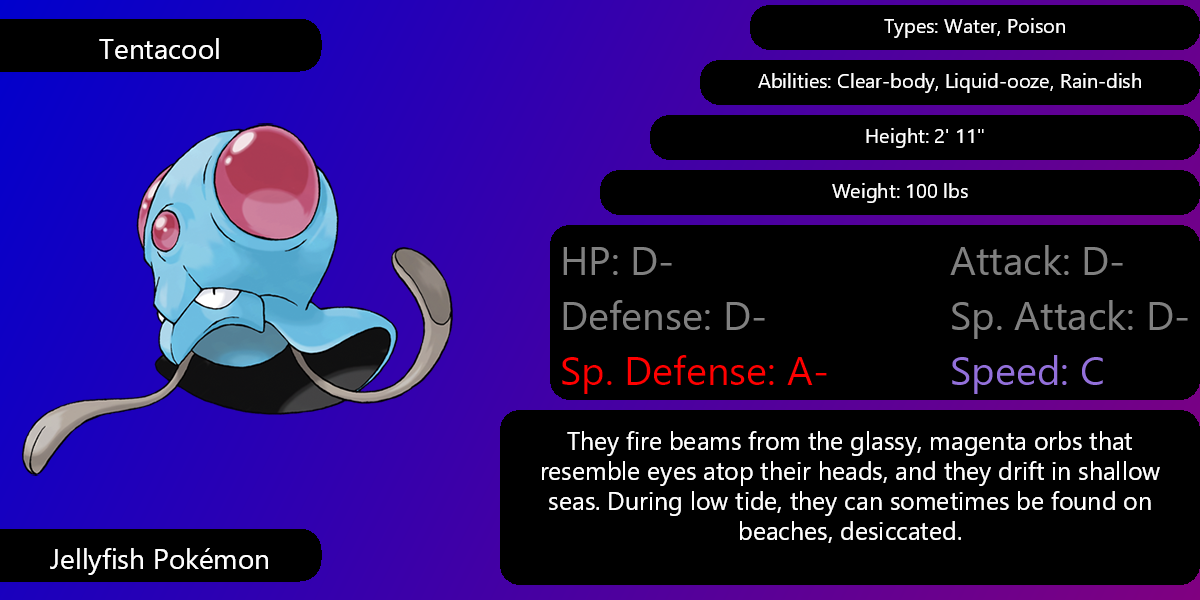 Tentacool
Types: Water, Poison
Abilities: Clear-body, Liquid-ooze, Rain-dish
Height: 2' 11"
Weight: 100 lbs
HP: D-
Attack: D-
Defense: D-
Sp. Attack: D-
Sp. Defense: A-
Speed: C
They fire beams from the glassy, magenta orbs that
resemble eyes atop their heads, and they drift in shallow
seas. During low tide, they can sometimes be found on
beaches, desiccated.
Jellyfish Pokémon